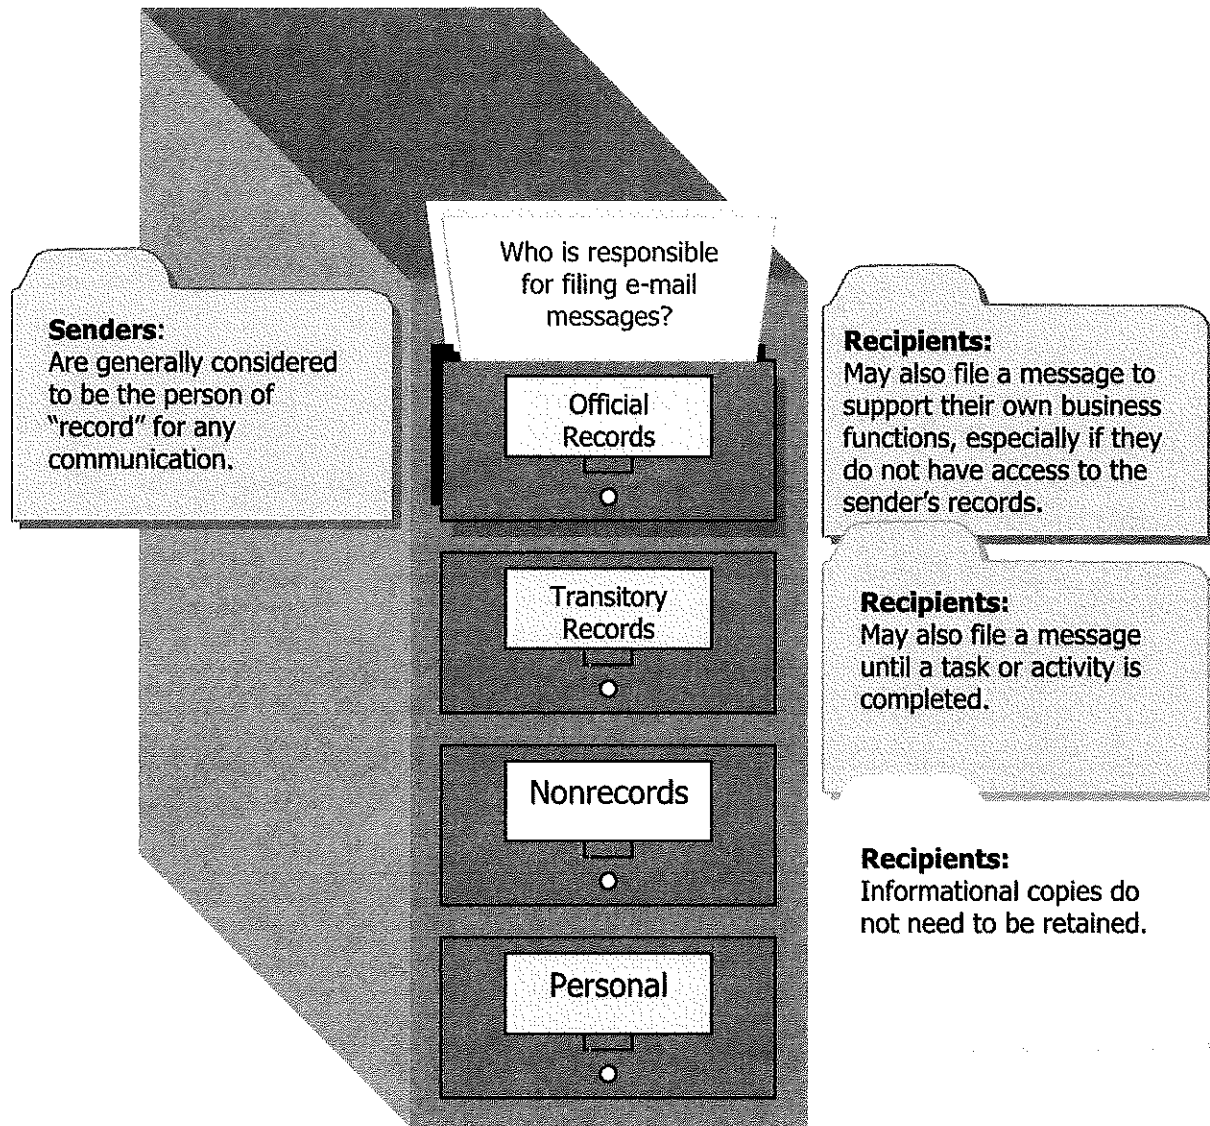 Who is responsible
for filing e-mail
messages?
Senders:
Are generally considered
to be the person of
“record” for any
communication.
Official
Records
Recipients:
May also file a message to
support their own business
functions, especially if they
do not have access to the
sender’s records.
Transitory
Records
Recipients:
May also file a message
until a task or activity is
completed.
Nonrecords
Recipients:
Informational copies do
not need to be retained.
Personal